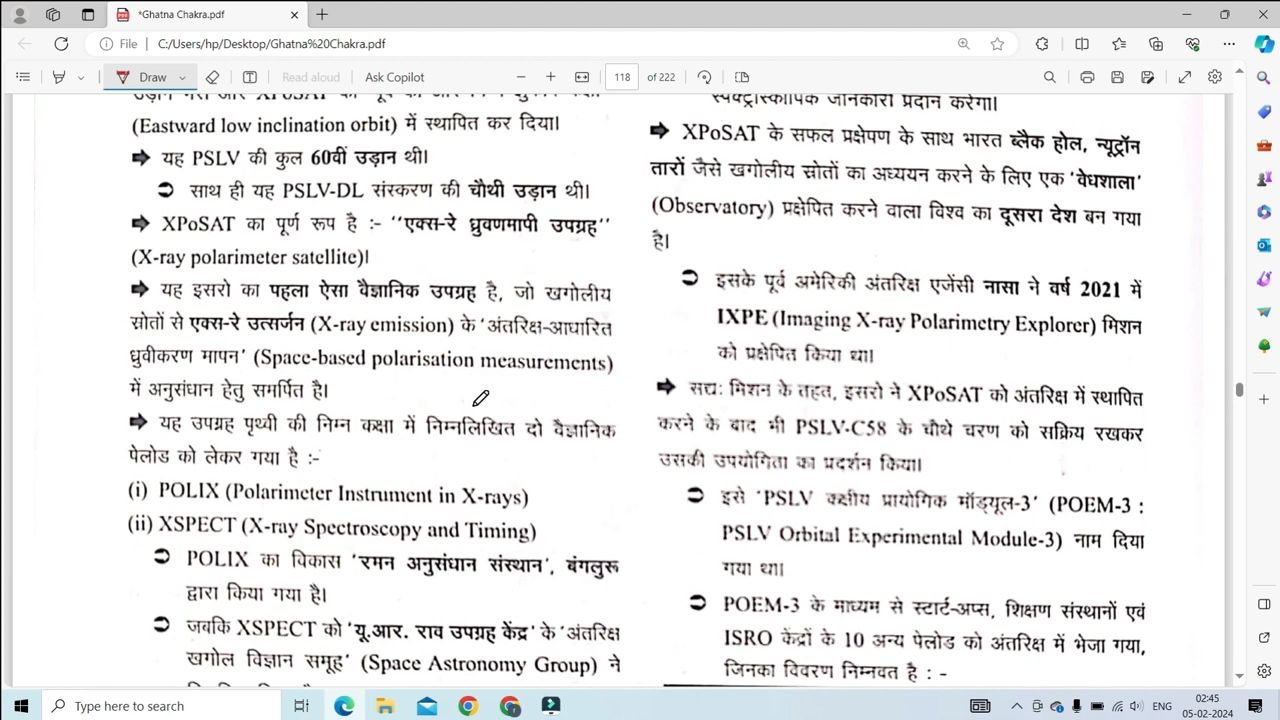 *Ghatna Chakra.pdf
File
C:/Users/hp/Desktop/Ghatna%20Chakra.pdf
Draw
Read aloud
Ask Copilot
118 of 222
(Eastward low inclination orbit) में स्थापित कर दिया।
यह PSLV की कुल 60वीं उड़ान थी।
साथ ही यह PSLV-DL संस्करण की चौथी उड़ान थी।
XPoSAT का पूर्ण रूप है :- ''एक्स-रे ध्रुवणमापी उपग्रह''
(X-ray polarimeter satellite)।
यह इसरो का पहला ऐसा वैज्ञानिक उपग्रह है, जो खगोलीय
स्रोतों से एक्स-रे उत्सर्जन (X-ray emission) के 'अंतरिक्ष-आधारित
ध्रुवीकरण मापन' (Space-based polarisation measurements)
में अनुसंधान हेतु समर्पित है।
यह उपग्रह पृथ्वी की निम्न कक्षा में निम्नलिखित दो वैज्ञानिक
पेलोड को लेकर गया है :-
(i) POLIX (Polarimeter Instrument in X-rays)
(ii) XSPECT (X-ray Spectroscopy and Timing)
POLIX का विकास 'रमन अनुसंधान संस्थान', बंगलुरू
द्वारा किया गया है।
जबकि XSPECT को 'यू.आर. राव उपग्रह केंद्र' के 'अंतरिक्ष
खगोल विज्ञान समूह' (Space Astronomy Group) ने
स्पेक्ट्रोस्कोपिक जानकारी प्रदान करेगा।
XPoSAT के सफल प्रक्षेपण के साथ भारत ब्लैक होल, न्यूट्रॉन
तारों जैसे खगोलीय स्रोतों का अध्ययन करने के लिए एक 'वेधशाला'
(Observatory) प्रक्षेपित करने वाला विश्व का दूसरा देश बन गया
है।
इसके पूर्व अमेरिकी अंतरिक्ष एजेंसी नासा ने वर्ष 2021 में
IXPE (Imaging X-ray Polarimetry Explorer) मिशन
को प्रक्षेपित किया था।
सद्य: मिशन के तहत, इसरो ने XPoSAT को अंतरिक्ष में स्थापित
करने के बाद भी PSLV-C58 के चौथे चरण को सक्रिय रखकर
उसकी उपयोगिता का प्रदर्शन किया।
इसे 'PSLV कक्षीय प्रायोगिक मॉड्यूल-3' (POEM-3 :
PSLV Orbital Experimental Module-3) नाम दिया
गया था।
POEM-3 के माध्यम से स्टार्ट-अप्स, शिक्षण संस्थानों एवं
ISRO केंद्रों के 10 अन्य पेलोड को अंतरिक्ष में भेजा गया,
जिनका विवरण निम्नवत है : -
Type here to search
ENG
02:45
05-02-2024